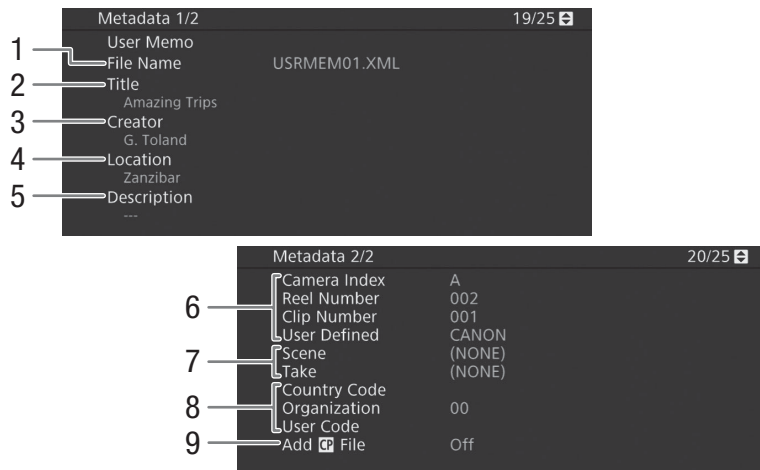 Metadata 1/2 19/25
User Memo
1 File Name USRMEM01.XML
2 Title
Amazing Trips
3 Creator
G. Toland
4 Location
Zanzibar
5 Description
---
Metadata 2/2 20/25
6
Camera Index A
Reel Number 002
Clip Number 001
User Defined CANON
7
Scene (NONE)
Take (NONE)
8
Country Code
Organization 00
User Code
9 Add CP File Off